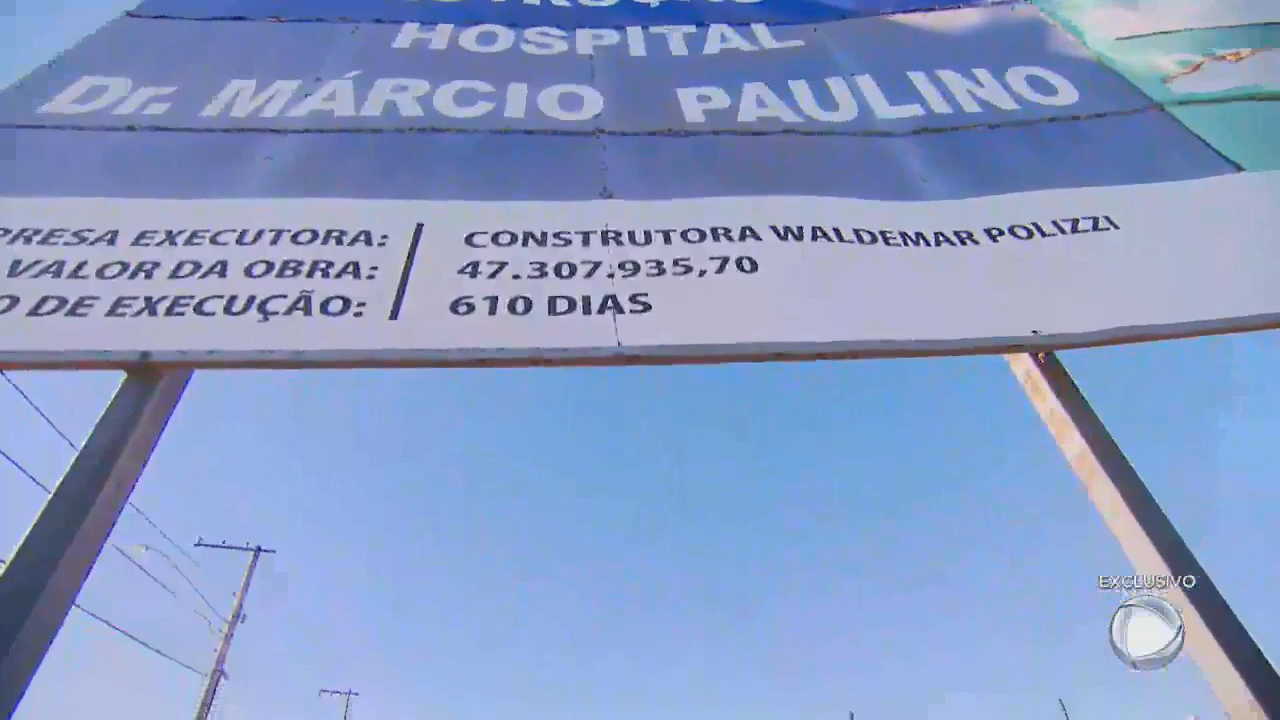 HOSPITAL
Dr. MÁRCIO PAULINO
EXECUTORA: CONSTRUTORA WALDEMAR POLIZZI
VALOR DA OBRA: 47.307.935,70
DE EXECUÇÃO: 610 DIAS
EXCLUSIVO